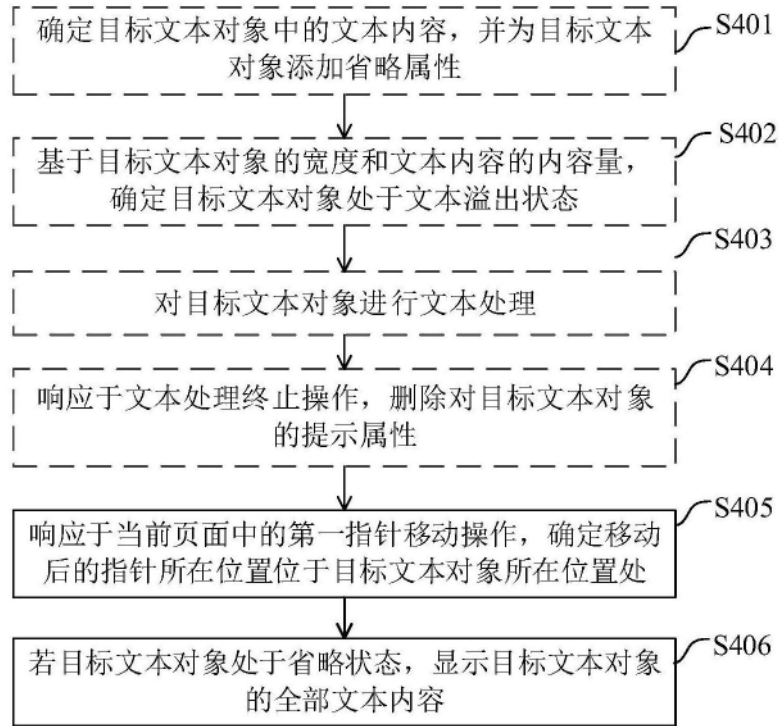 确定目标文本对象中的文本内容，并为目标文本
对象添加省略属性
S401
基于目标文本对象的宽度和文本内容的内容量，
确定目标文本对象处于文本溢出状态
S402
对目标文本对象进行文本处理
S403
响应于文本处理终止操作，删除对目标文本对象
的提示属性
S404
响应于当前页面中的第一指针移动操作，确定移动
后的指针所在位置位于目标文本对象所在位置处
S405
若目标文本对象处于省略状态，显示目标文本对象
的全部文本内容
S406